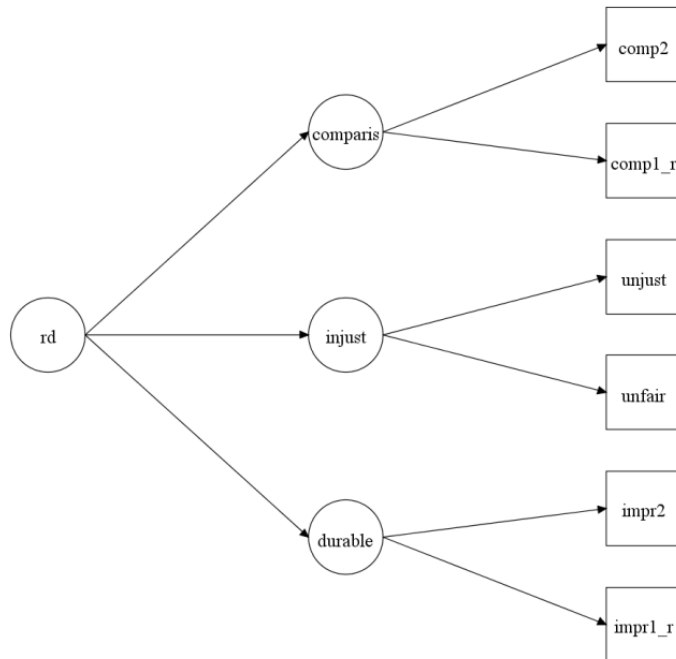 comp2
comparis
comp1_r
unjust
rd
injust
unfair
impr2
durable
impr1_r